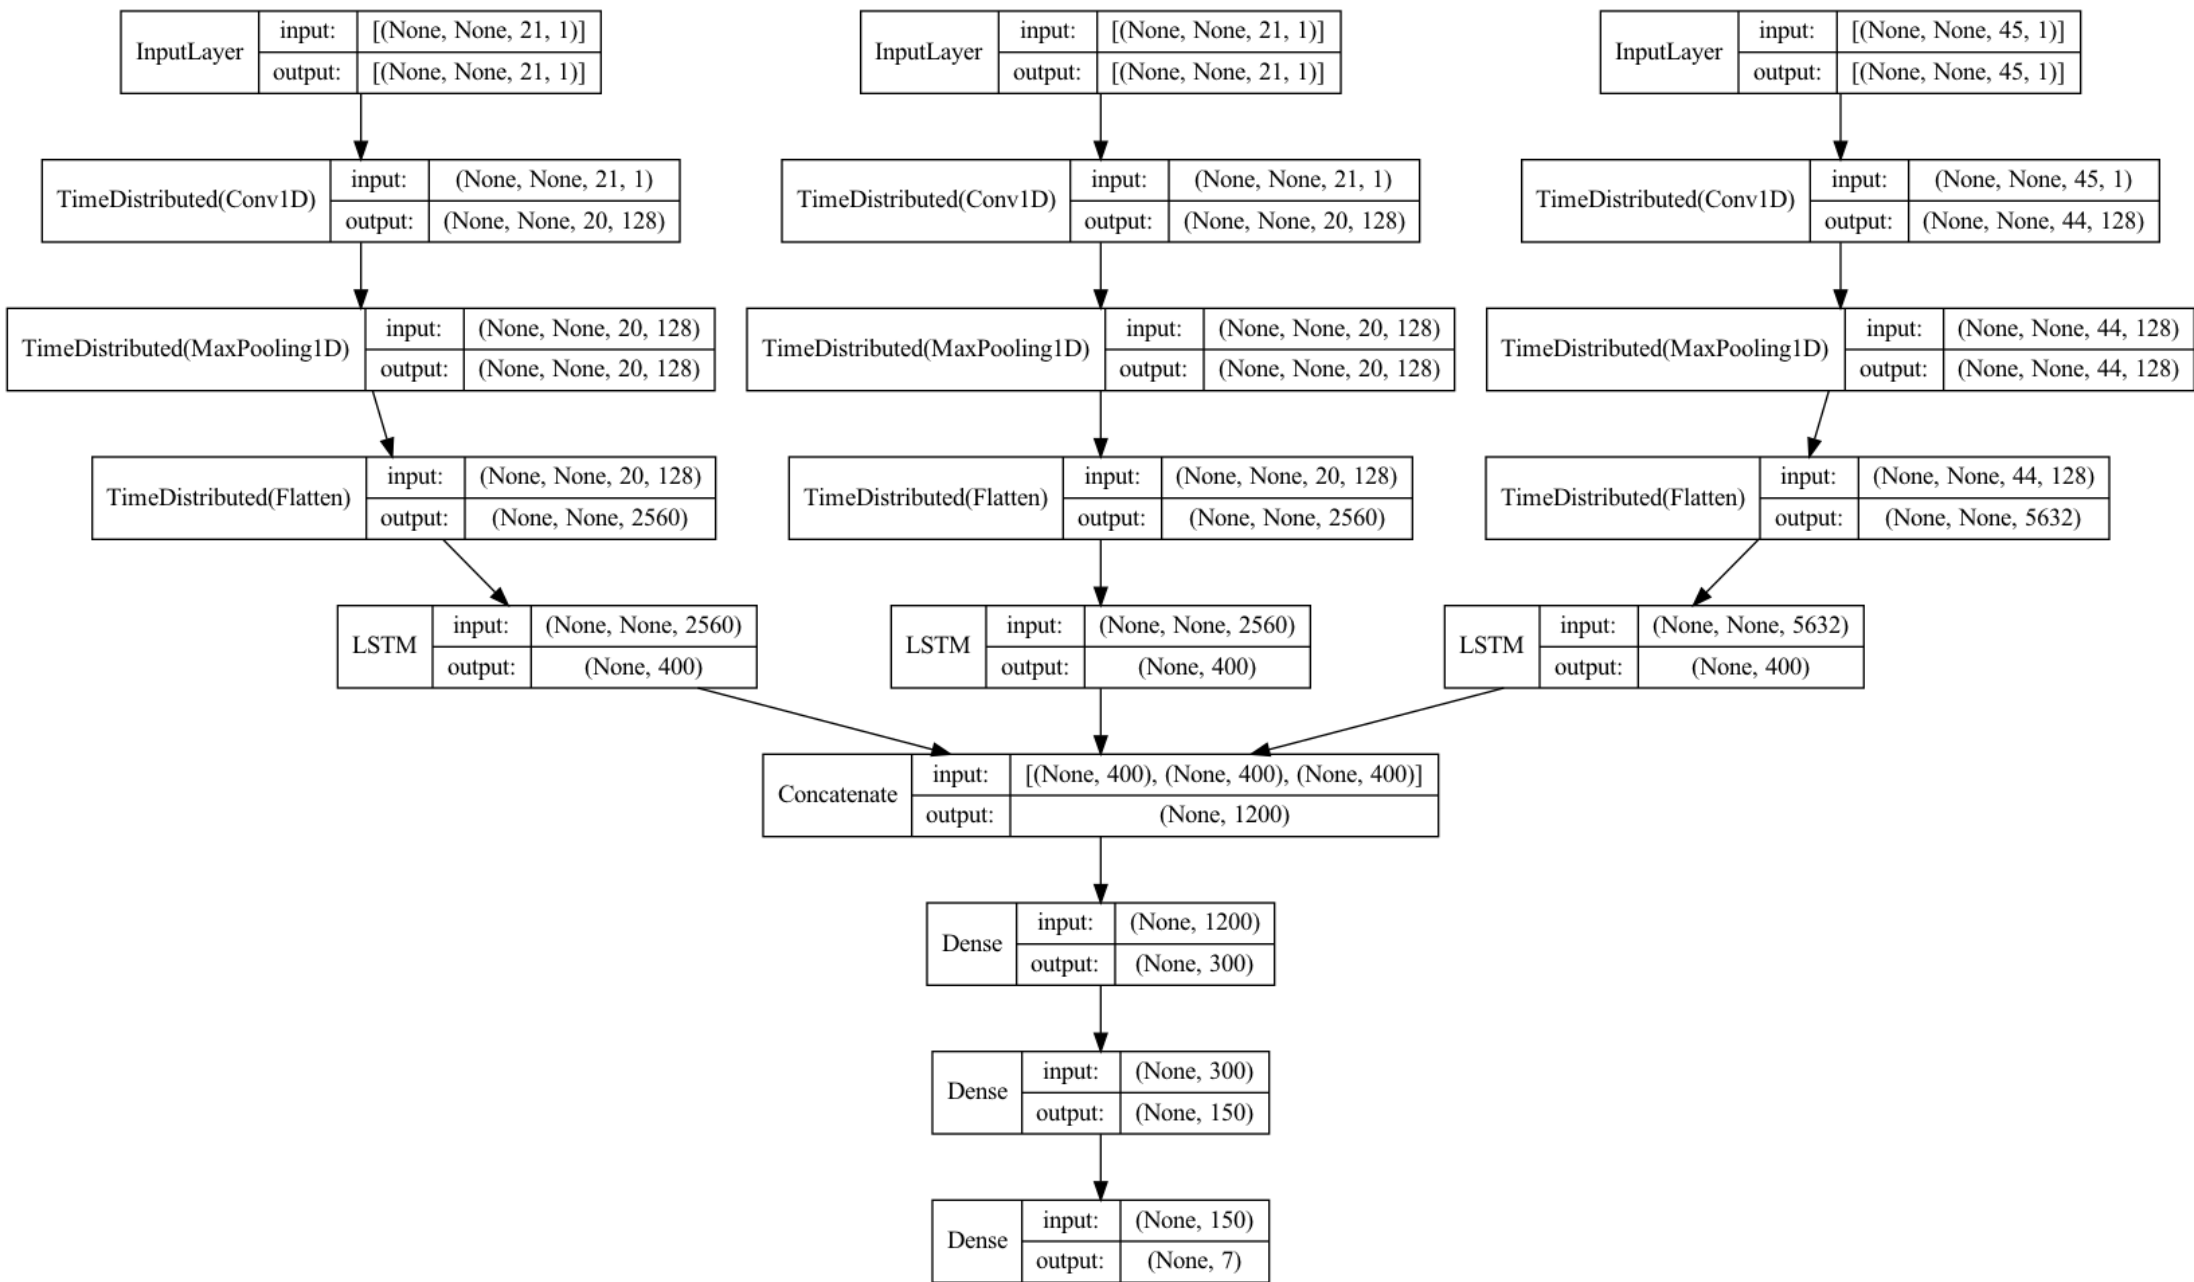 InputLayer input: [(None, None, 21, 1)] output: [(None, None, 21, 1)]
InputLayer input: [(None, None, 21, 1)] output: [(None, None, 21, 1)]
InputLayer input: [(None, None, 45, 1)] output: [(None, None, 45, 1)]
TimeDistributed(Conv1D) input: (None, None, 21, 1) output: (None, None, 20, 128)
TimeDistributed(Conv1D) input: (None, None, 21, 1) output: (None, None, 20, 128)
TimeDistributed(Conv1D) input: (None, None, 45, 1) output: (None, None, 44, 128)
TimeDistributed(MaxPooling1D) input: (None, None, 20, 128) output: (None, None, 20, 128)
TimeDistributed(MaxPooling1D) input: (None, None, 20, 128) output: (None, None, 20, 128)
TimeDistributed(MaxPooling1D) input: (None, None, 44, 128) output: (None, None, 44, 128)
TimeDistributed(Flatten) input: (None, None, 20, 128) output: (None, None, 2560)
TimeDistributed(Flatten) input: (None, None, 20, 128) output: (None, None, 2560)
TimeDistributed(Flatten) input: (None, None, 44, 128) output: (None, None, 5632)
LSTM input: (None, None, 2560) output: (None, 400)
LSTM input: (None, None, 2560) output: (None, 400)
LSTM input: (None, None, 5632) output: (None, 400)
Concatenate input: [(None, 400), (None, 400), (None, 400)] output: (None, 1200)
Dense input: (None, 1200) output: (None, 300)
Dense input: (None, 300) output: (None, 150)
Dense input: (None, 150) output: (None, 7)